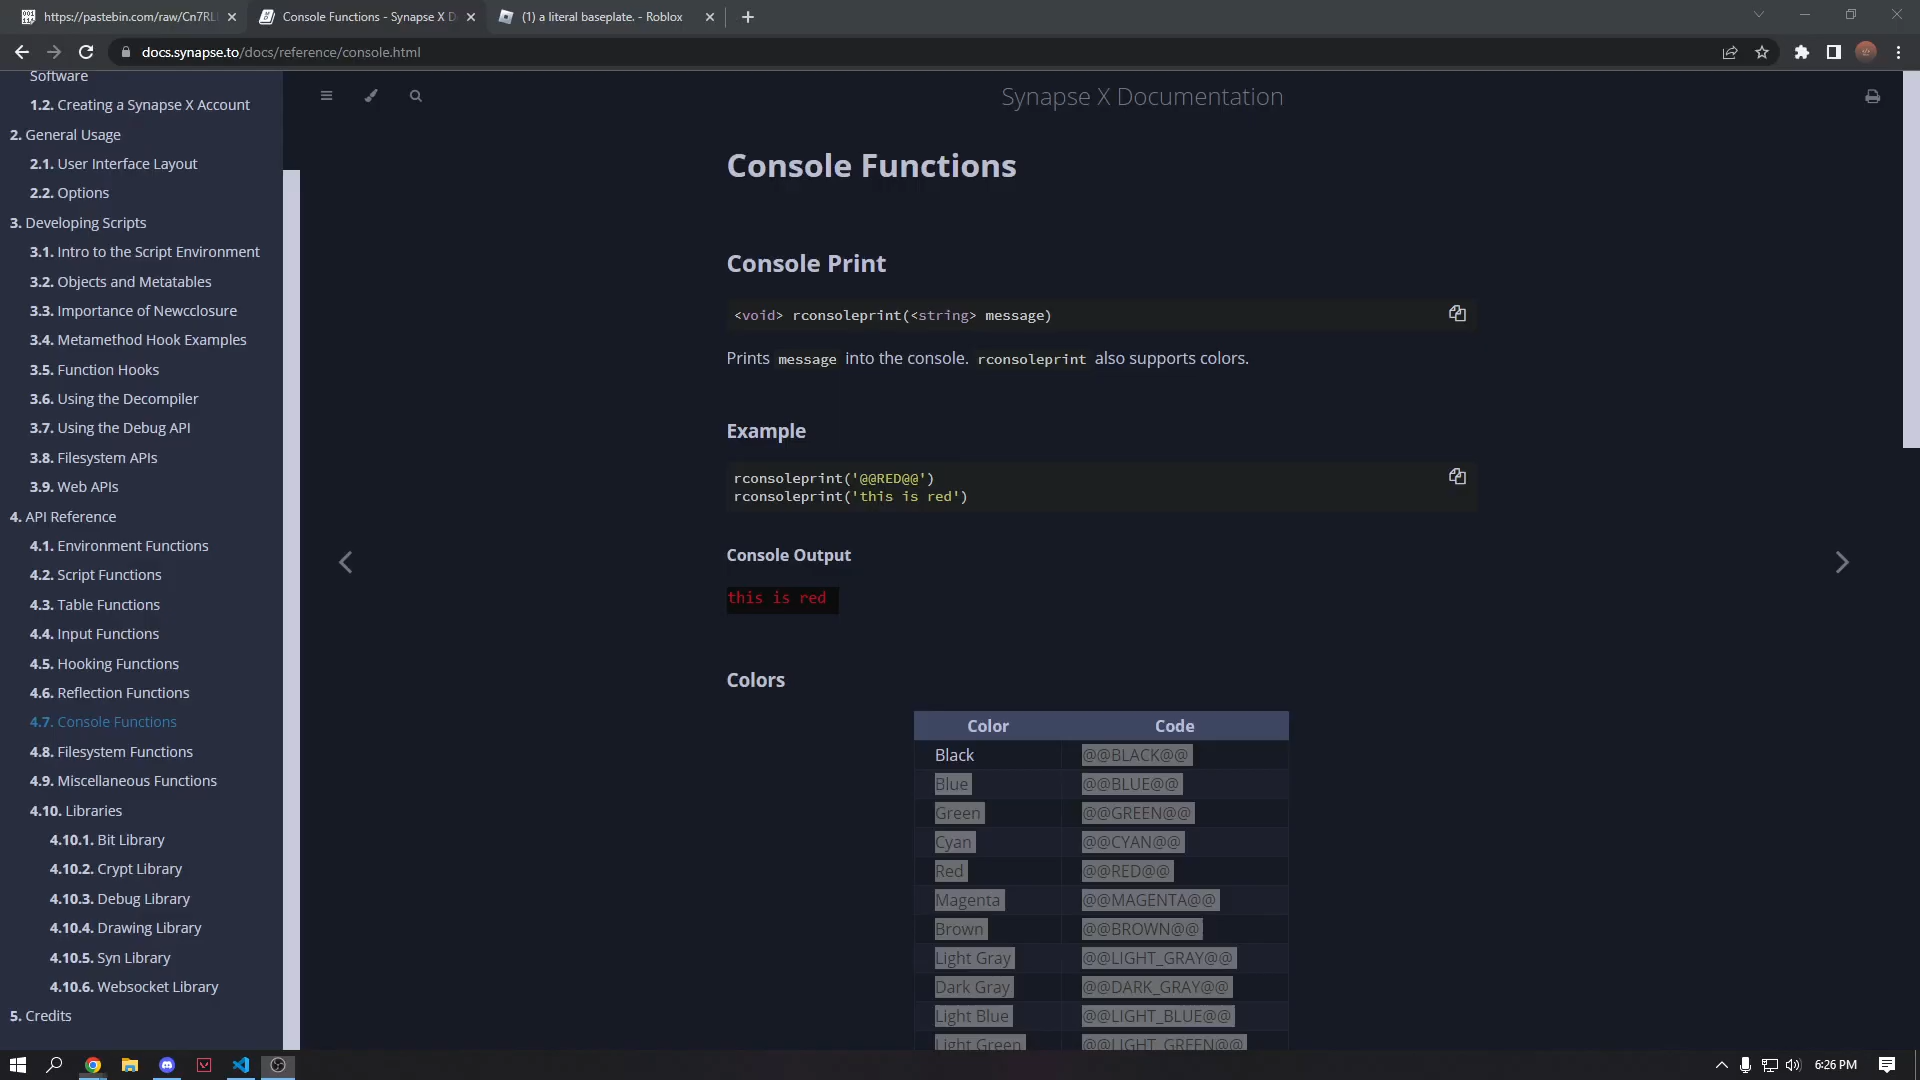 https://pastebin.com/raw/Cn7RL
Console Functions - Synapse X D
(1) a literal baseplate. - Roblox
docs.synapse.to/docs/reference/console.html
Software
1.2. Creating a Synapse X Account
2. General Usage
2.1. User Interface Layout
2.2. Options
3. Developing Scripts
3.1. Intro to the Script Environment
3.2. Objects and Metatables
3.3. Importance of Newcclosure
3.4. Metamethod Hook Examples
3.5. Function Hooks
3.6. Using the Decompiler
3.7. Using the Debug API
3.8. Filesystem APIs
3.9. Web APIs
4. API Reference
4.1. Environment Functions
4.2. Script Functions
4.3. Table Functions
4.4. Input Functions
4.5. Hooking Functions
4.6. Reflection Functions
4.7. Console Functions
4.8. Filesystem Functions
4.9. Miscellaneous Functions
4.10. Libraries
4.10.1. Bit Library
4.10.2. Crypt Library
4.10.3. Debug Library
4.10.4. Drawing Library
4.10.5. Syn Library
4.10.6. Websocket Library
5. Credits
Synapse X Documentation
Console Functions
Console Print
<void> rconsoleprint(<string> message)
Prints message into the console. rconsoleprint also supports colors.
Example
rconsoleprint('@@RED@@')
rconsoleprint('this is red')
Console Output
this is red
Colors
Color Code
Black @@BLACK@@
Blue @@BLUE@@
Green @@GREEN@@
Cyan @@CYAN@@
Red @@RED@@
Magenta @@MAGENTA@@
Brown @@BROWN@@
Light Gray @@LIGHT_GRAY@@
Dark Gray @@DARK_GRAY@@
Light Blue @@LIGHT_BLUE@@
Light Green @@LIGHT_GREEN@@
6:26 PM